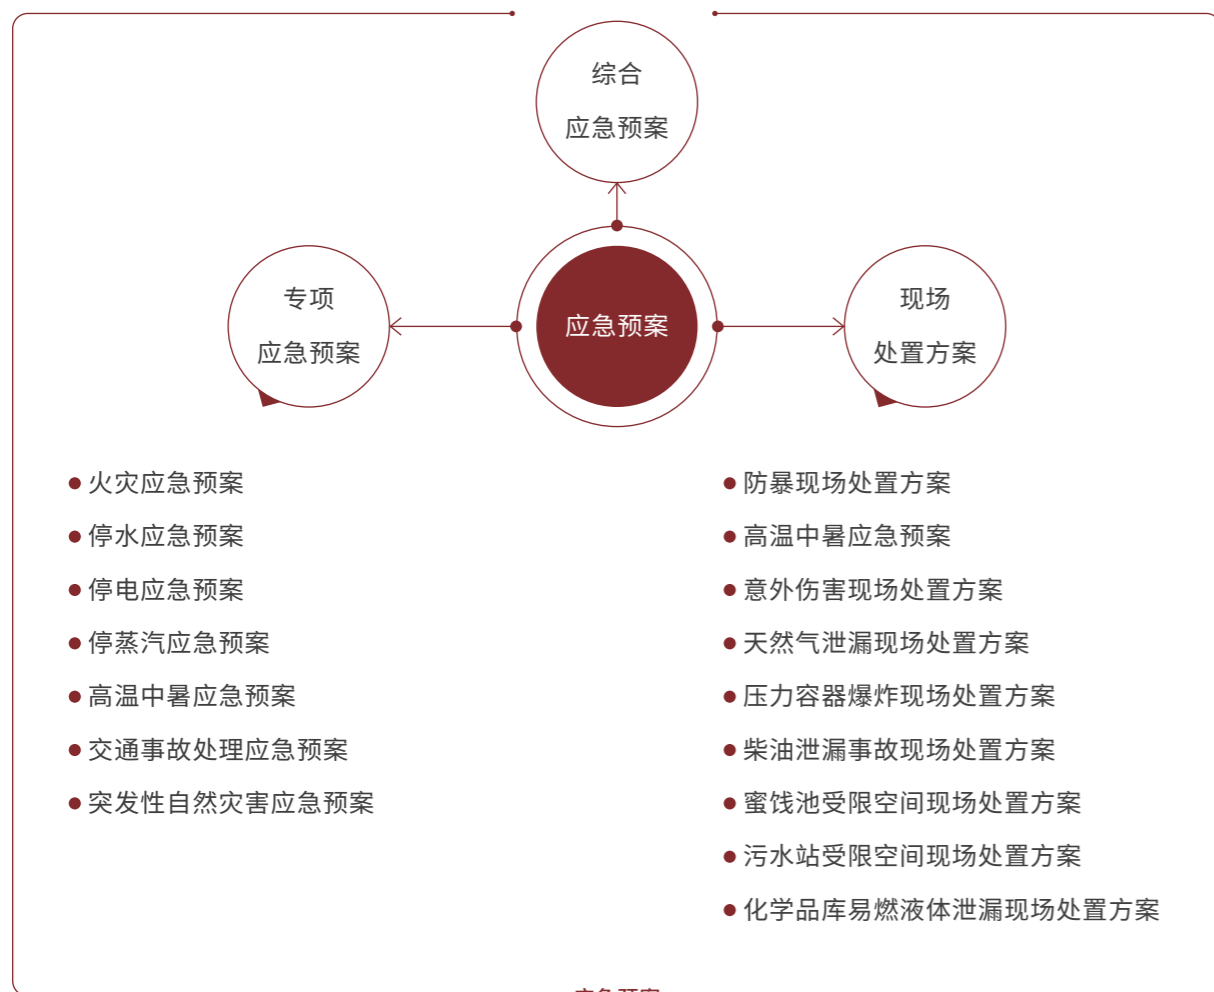 综合
应急预案
专项
应急预案
应急预案
现场
处置方案
火灾应急预案
停水应急预案
停电应急预案
停蒸汽应急预案
高温中暑应急预案
交通事故处理应急预案
突发性自然灾害应急预案
防暴现场处置方案
高温中暑应急预案
意外伤害现场处置方案
天然气泄漏现场处置方案
压力容器爆炸现场处置方案
柴油泄漏事故现场处置方案
蜜饯池受限空间现场处置方案
污水站受限空间现场处置方案
化学品库易燃液体泄漏现场处置方案